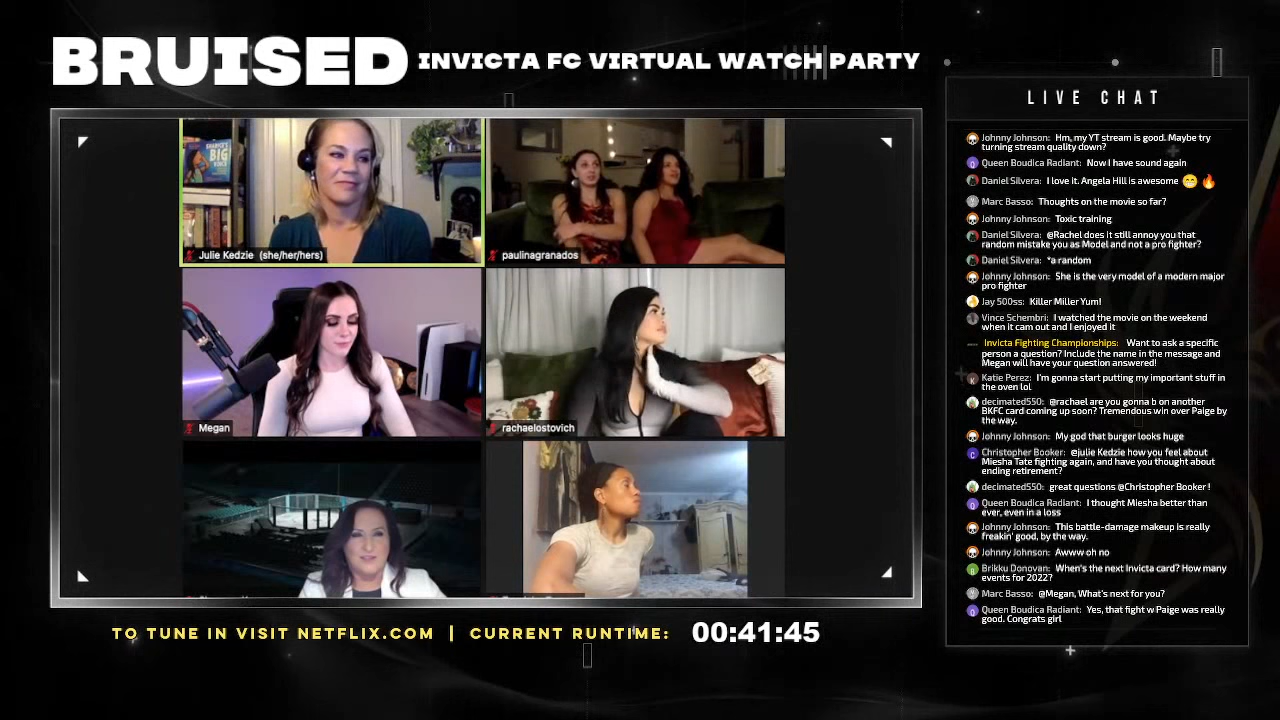 BRUISED INVICTA FC VIRTUAL WATCH PARTY
BIG
Julie Kedzie (she/her/hers)
paulinagranados
Megan
rachaelostovich
TO TUNE IN VISIT NETFLIX.COM | CURRENT RUNTIME: 00:41:45
LIVE CHAT
Johnny Johnson: Hm, my YT stream is good. Maybe try
turning stream quality down?
Queen Boudica Radiant: Now I have sound again
Daniel Silvera: I love it. Angela Hill is awesome 😁 🔥
Marc Basso: Thoughts on the movie so far?
Johnny Johnson: Toxic training
Daniel Silvera: @Rachel does it still annoy you that
random mistake you as Model and not a pro fighter?
Daniel Silvera: *a random
Johnny Johnson: She is the very model of a modern major
pro fighter
Jay 500ss: Killer Miller Yum!
Vince Schembri: I watched the movie on the weekend
when it cam out and I enjoyed it
Invicta Fighting Championships: Want to ask a specific
person a question? Include the name in the message and
Megan will have your question answered!
Katie Perez: I'm gonna start putting my important stuff in
the oven lol
decimated550: @rachael are you gonna b on another
BKFC card coming up soon? Tremendous win over Paige by
the way.
Johnny Johnson: My god that burger looks huge
Christopher Booker: @julie Kedzie how you feel about
Miesha Tate fighting again, and have you thought about
ending retirement?
decimated550: great questions @Christopher Booker !
Queen Boudica Radiant: I thought Miesha better than
ever, even in a loss
Johnny Johnson: This battle-damage makeup is really
freakin' good, by the way.
Johnny Johnson: Awww oh no
Brikku Donovan: When's the next Invicta card? How many
events for 2022?
Marc Basso: @Megan, What's next for you?
Queen Boudica Radiant: Yes, that fight w Paige was really
good. Congrats girl